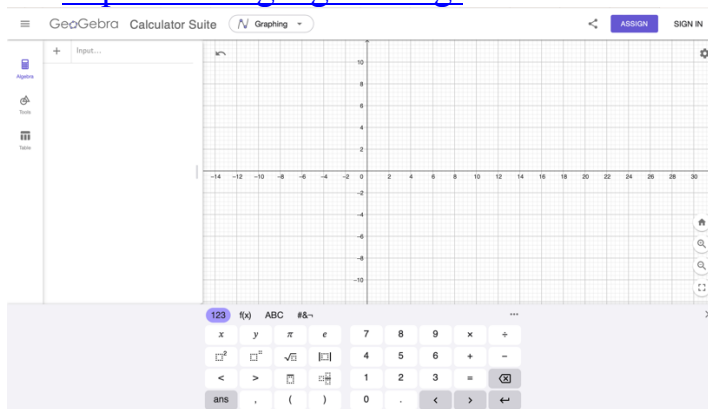 GeoGebra Calculator Suite Graphing ASSIGN SIGN IN
+ Input...
Algebra
Tools
Table
10
8
6
4
2
-14 -12 -10 -8 -6 -4 -2 0 2 4 6 8 10 12 14 16 18 20 22 24 26 28 30
-2
-4
-6
-8
-10
123 f(x) ABC #&¬ ...
x y π e 7 8 9 × ÷
√ 4 5 6 + −
< > 1 2 3 =
ans , ( ) 0 . < >